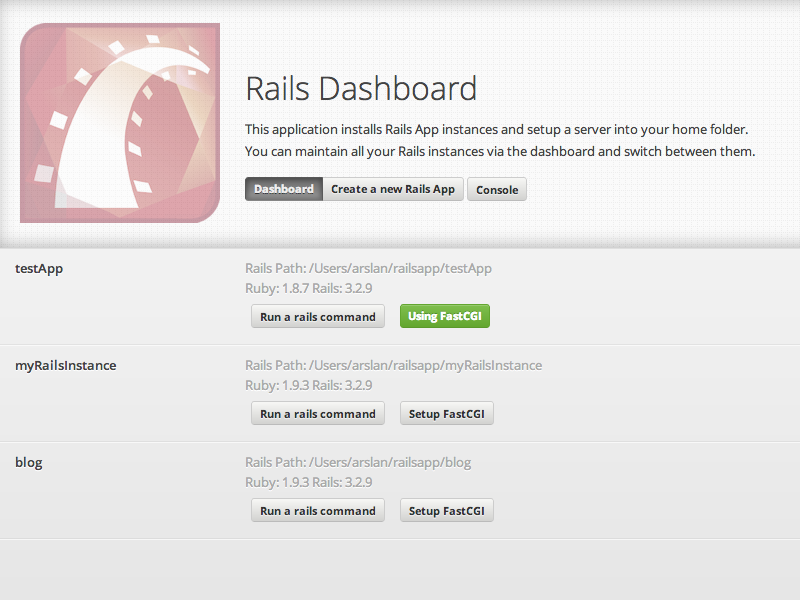 Rails Dashboard
This application installs Rails App instances and setup a server into your home folder.
You can maintain all your Rails instances via the dashboard and switch between them.
Dashboard Create a new Rails App Console
testApp
Rails Path: /Users/arslan/railsapp/testApp
Ruby: 1.8.7 Rails: 3.2.9
Run a rails command Using FastCGI
myRailsInstance
Rails Path: /Users/arslan/railsapp/myRailsInstance
Ruby: 1.9.3 Rails: 3.2.9
Run a rails command Setup FastCGI
blog
Rails Path: /Users/arslan/railsapp/blog
Ruby: 1.9.3 Rails: 3.2.9
Run a rails command Setup FastCGI